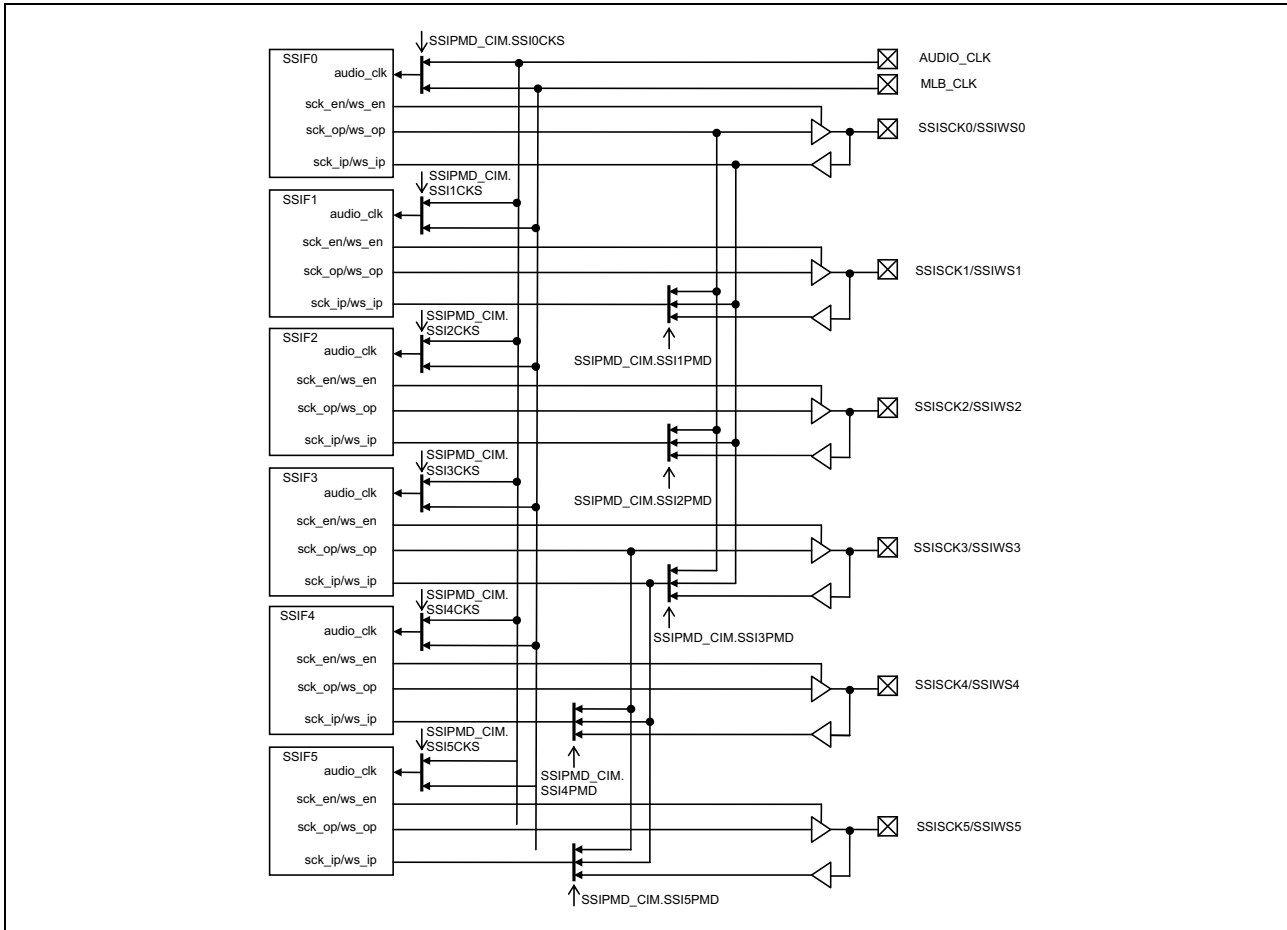 SSIPMD_CIM.SSI0CKS
SSIF0
audio_clk
AUDIO_CLK
MLB_CLK
sck_en/ws_en
sck_op/ws_op
SSISCK0/SSIWS0
sck_ip/ws_ip
SSIPMD_CIM.
SSI1CKS
SSIF1
audio_clk
sck_en/ws_en
sck_op/ws_op
SSISCK1/SSIWS1
sck_ip/ws_ip
SSIPMD_CIM.
SSI2CKS
SSIF2
audio_clk
SSIPMD_CIM.SSI1PMD
sck_en/ws_en
sck_op/ws_op
SSISCK2/SSIWS2
sck_ip/ws_ip
SSIPMD_CIM.
SSI3CKS
SSIF3
audio_clk
SSIPMD_CIM.SSI2PMD
sck_en/ws_en
sck_op/ws_op
SSISCK3/SSIWS3
sck_ip/ws_ip
SSIPMD_CIM.
SSI4CKS
SSIF4
audio_clk
SSIPMD_CIM.SSI3PMD
sck_en/ws_en
sck_op/ws_op
SSISCK4/SSIWS4
sck_ip/ws_ip
SSIPMD_CIM.
SSI5CKS
SSIF5
audio_clk
SSIPMD_CIM.
SSI4PMD
sck_en/ws_en
sck_op/ws_op
SSISCK5/SSIWS5
sck_ip/ws_ip
SSIPMD_CIM.SSI5PMD